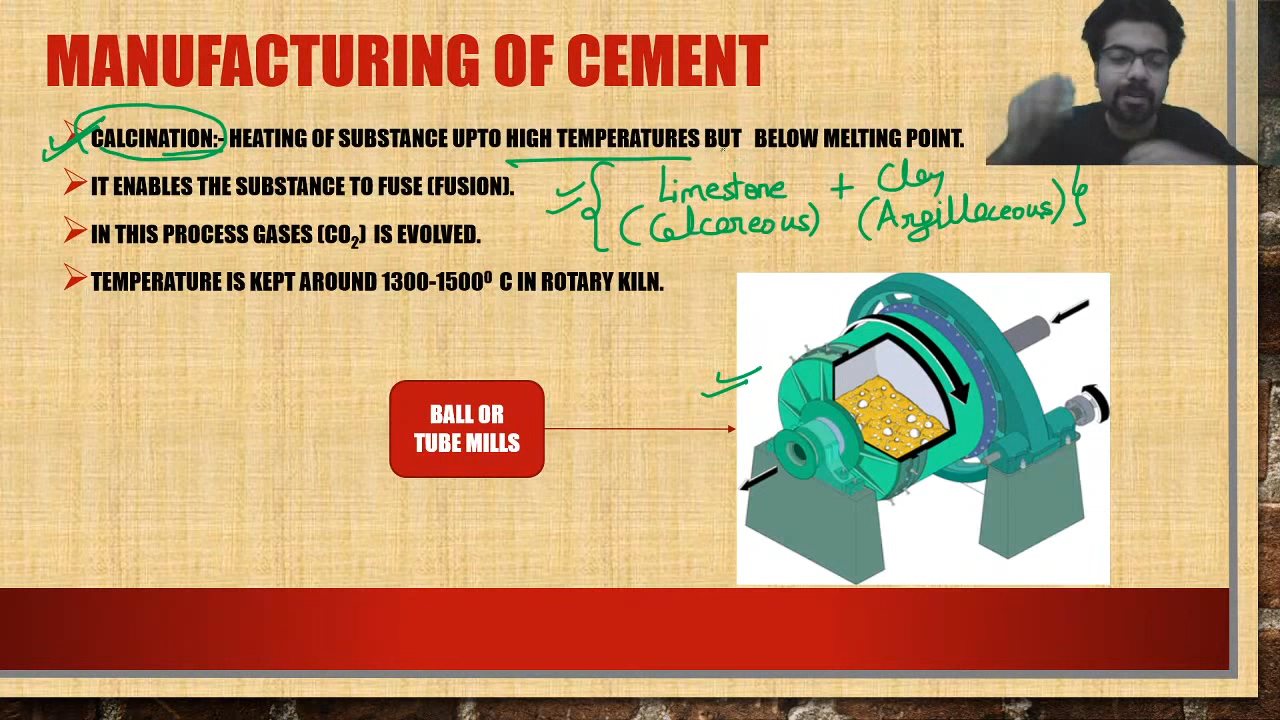 MANUFACTURING OF CEMENT
CALCINATION:- HEATING OF SUBSTANCE UPTO HIGH TEMPERATURES BUT BELOW MELTING POINT.
IT ENABLES THE SUBSTANCE TO FUSE (FUSION).
Limestone + Clay
(Calcareous) (Argillaceous)
IN THIS PROCESS GASES (CO₂) IS EVOLVED.
TEMPERATURE IS KEPT AROUND 1300-1500⁰ C IN ROTARY KILN.
BALL OR
TUBE MILLS